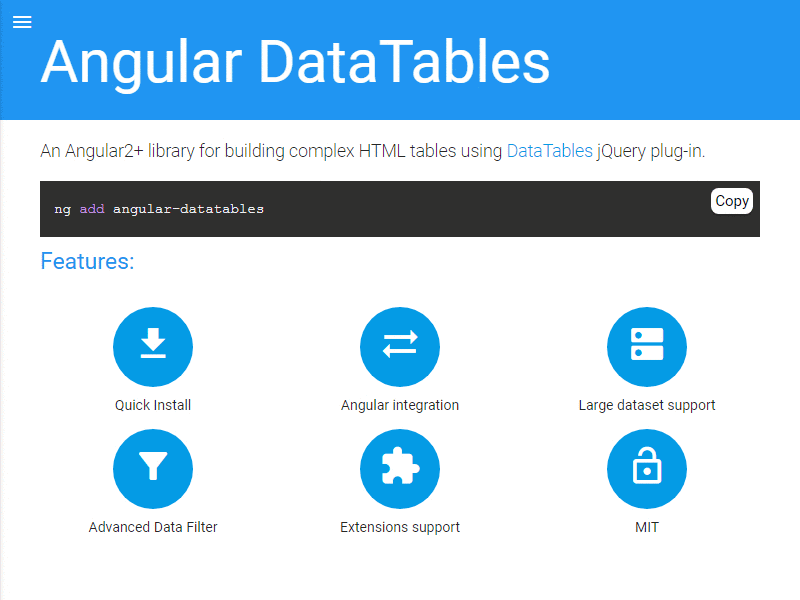 Angular DataTables
An Angular2+ library for building complex HTML tables using DataTables jQuery plug-in.
ng add angular-datatables
Copy
Features:
Quick Install
Angular integration
Large dataset support
Advanced Data Filter
Extensions support
MIT